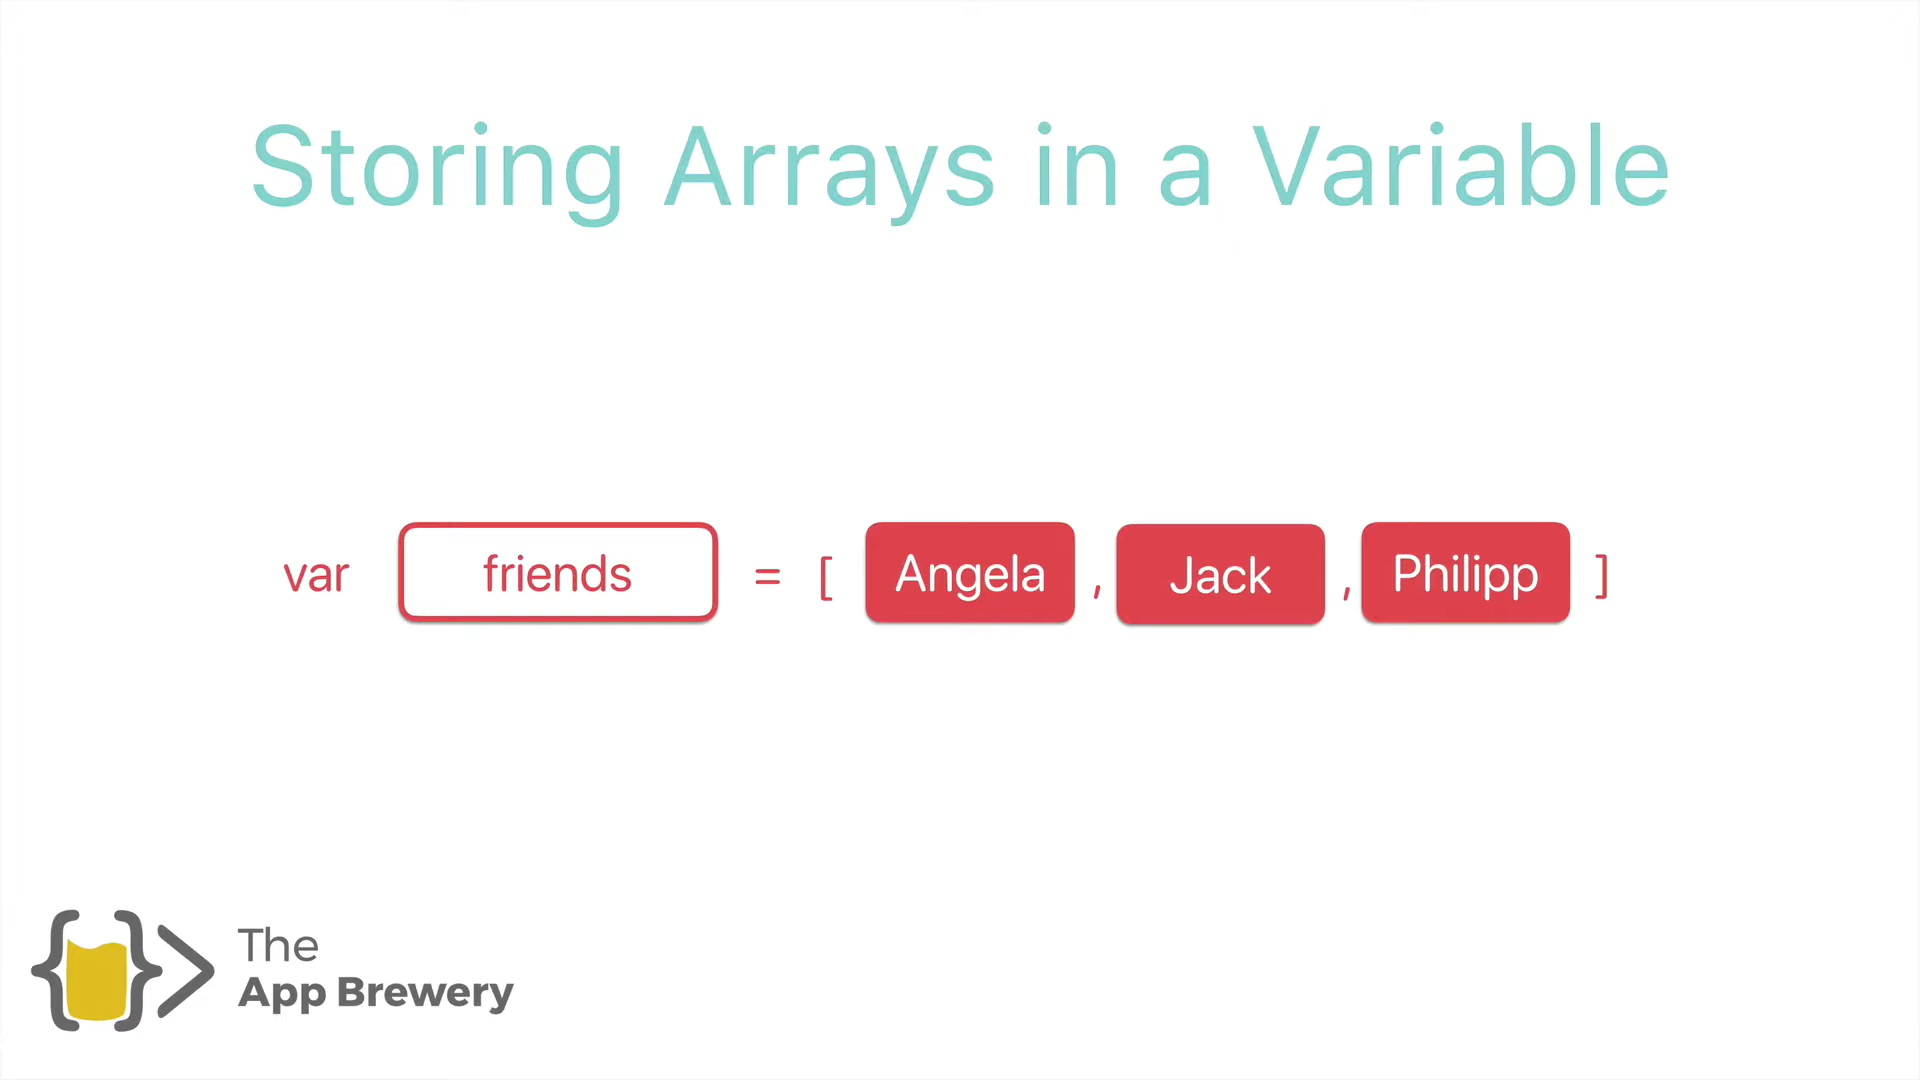 Storing Arrays in a Variable
var friends = [ Angela , Jack , Philipp ]
The
App Brewery